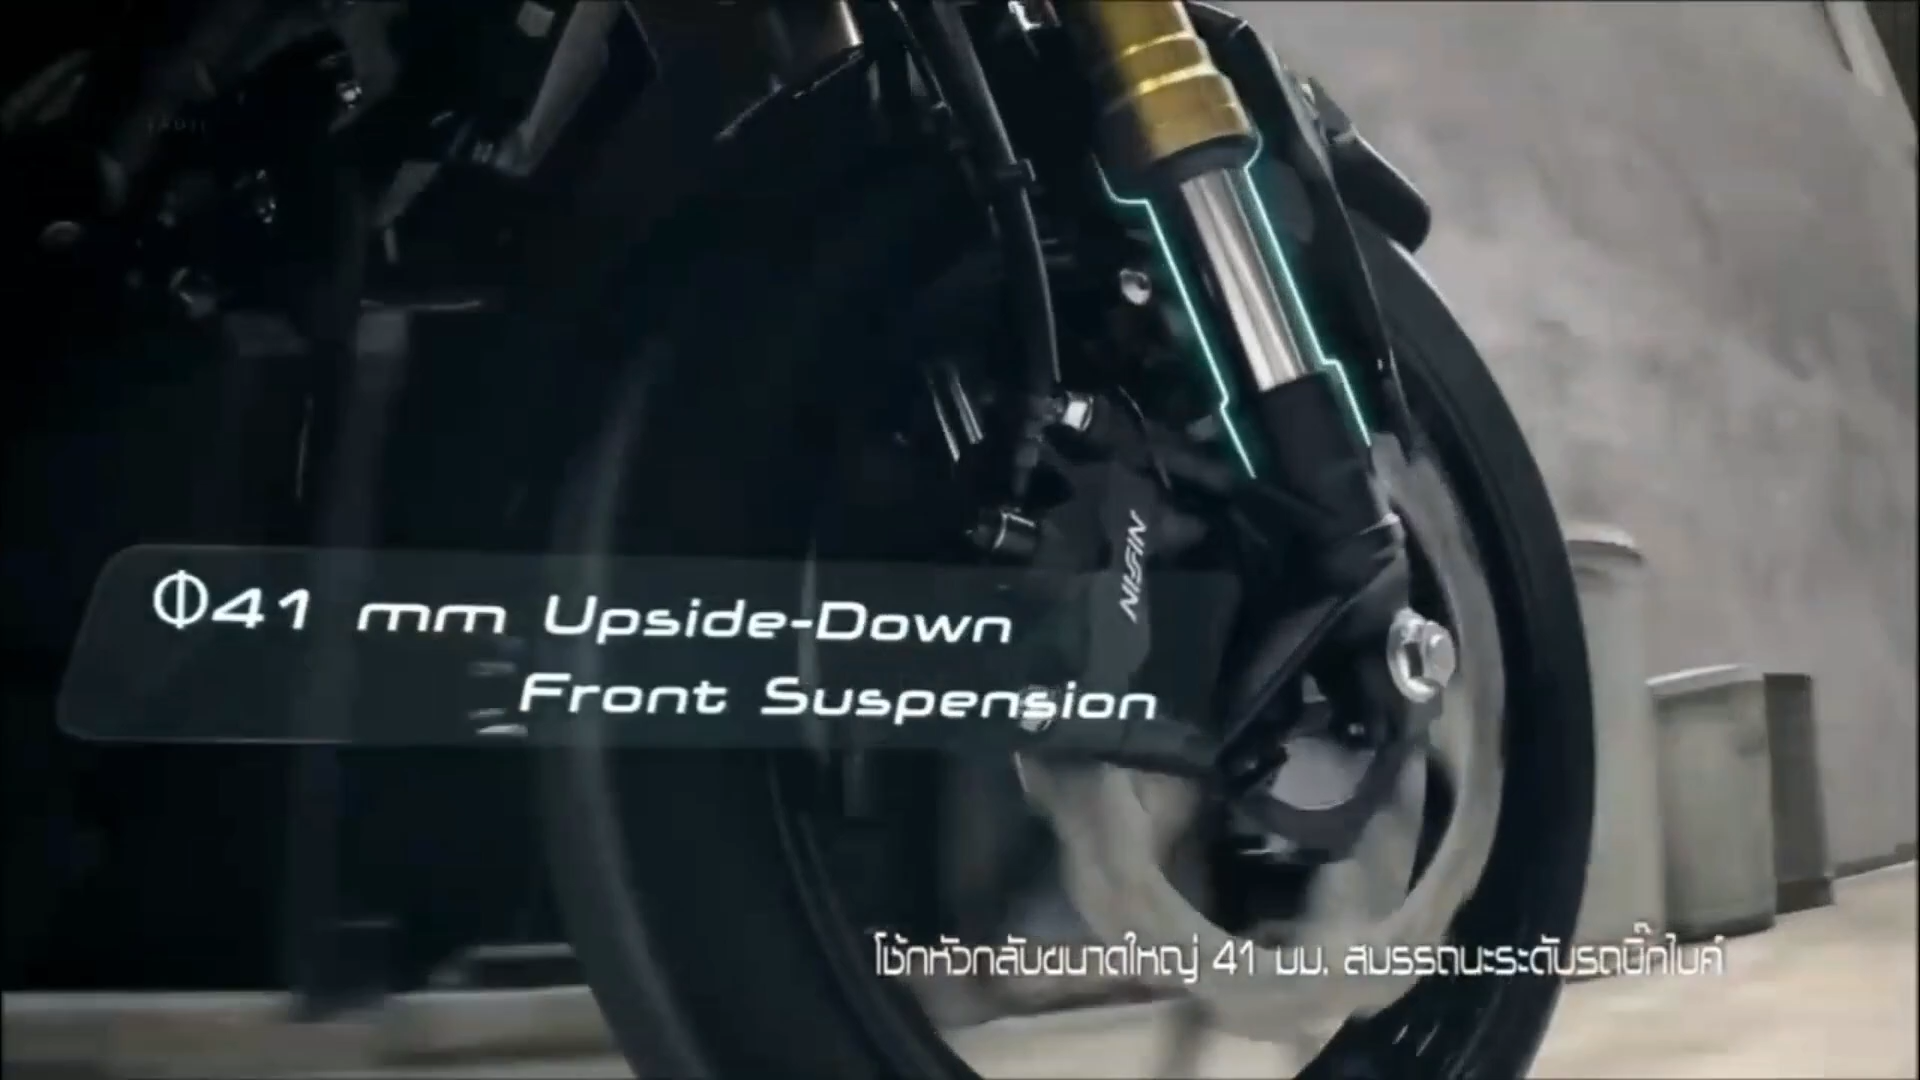 Φ41 mm Upside-Down
Front Suspension
NISSIN
โช้กหัวกลับขนาดใหญ่ 41 มม. สมรรถนะระดับรถบิ๊กไบค์